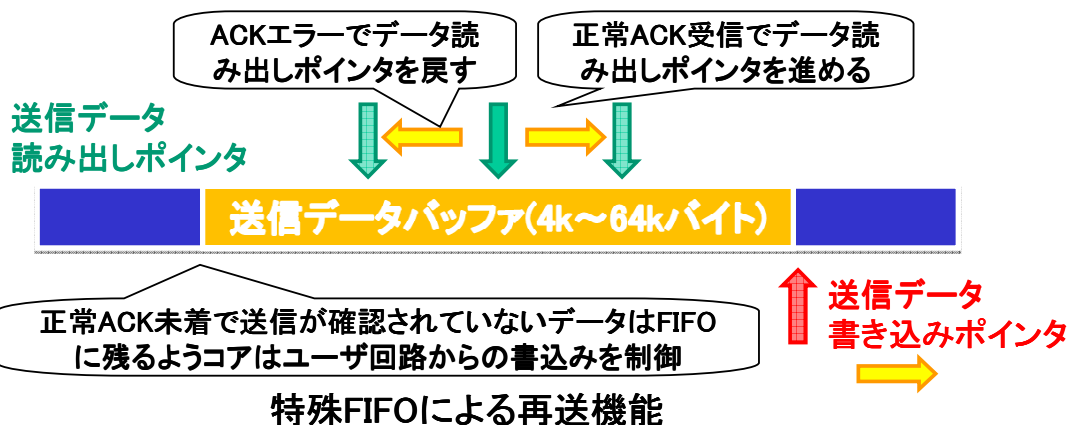 ACKエラーでデータ読
み出しポインタを戻す
正常ACK受信でデータ読
み出しポインタを進める
送信データ
読み出しポインタ
送信データバッファ(4k～64kバイト)
正常ACK未着で送信が確認されていないデータはFIFO
に残るようコアはユーザ回路からの書込みを制御
送信データ
書き込みポインタ
特殊FIFOによる再送機能